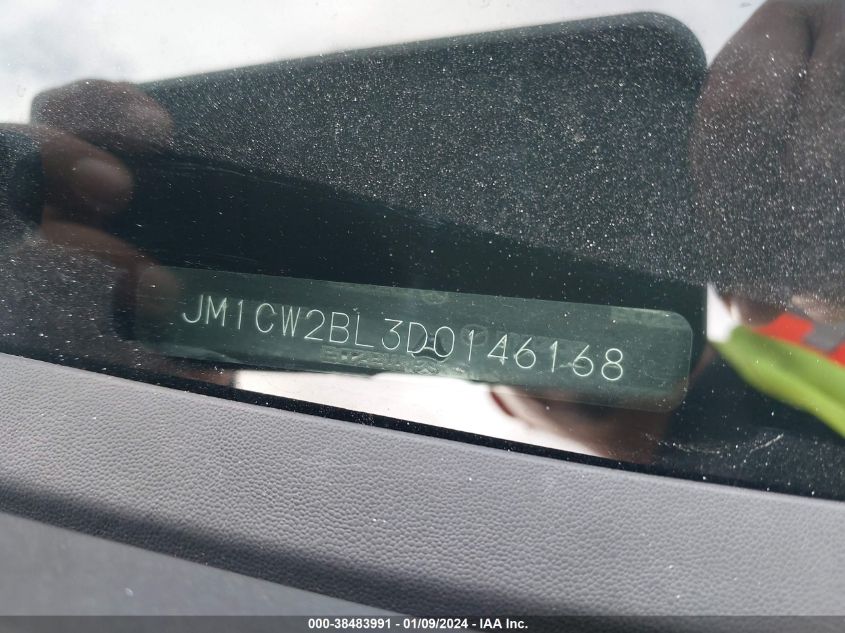 JM1CW2BL3D0146168
000-38483991 - 01/09/2024 - IAA Inc.